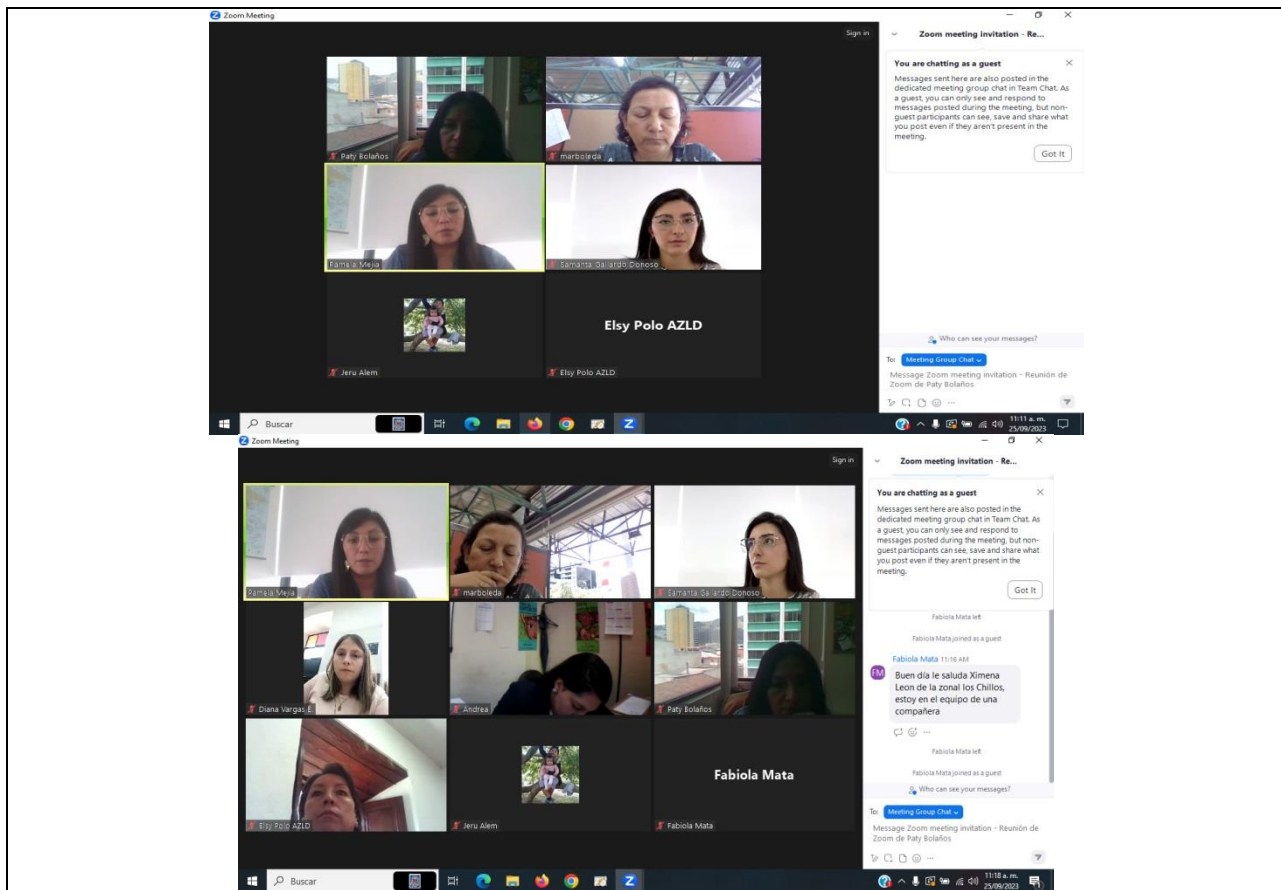 Zoom Meeting
Sign in
Zoom meeting invitation - Re...
You are chatting as a guest
Messages sent here are also posted in the
dedicated meeting group chat in Team Chat. As
a guest, you can only see and respond to
messages posted during the meeting, but non-
guest participants can see, save and share what
you post even if they aren't present in the
meeting.
Got It
Paty Bolaños
marboleda
Pamela Mejia
Samanta Gallardo Donoso
Elsy Polo AZLD
Jeru Alem
Elsy Polo AZLD
Who can see your messages?
To: Meeting Group Chat
Message Zoom meeting invitation - Reunión de
Zoom de Paty Bolaños
Buscar
11:11 a. m.
25/09/2023
Zoom Meeting
Sign in
Zoom meeting invitation - Re...
You are chatting as a guest
Messages sent here are also posted in the
dedicated meeting group chat in Team Chat. As
a guest, you can only see and respond to
messages posted during the meeting, but non-
guest participants can see, save and share what
you post even if they aren't present in the
meeting.
Got It
Pamela Mejia
marboleda
Samanta Gallardo Donoso
Diana Vargas E.
Andrea
Paty Bolaños
Fabiola Mata
Elsy Polo AZLD
Jeru Alem
Fabiola Mata
Fabiola Mata left
Fabiola Mata joined as a guest
Fabiola Mata 11:16 AM
FM
Buen día le saluda Ximena
Leon de la zonal los Chillos,
estoy en el equipo de una
compañera
Fabiola Mata left
Fabiola Mata joined as a guest
Who can see your messages?
To: Meeting Group Chat
Message Zoom meeting invitation - Reunión de
Zoom de Paty Bolaños
Buscar
11:18 a. m.
25/09/2023